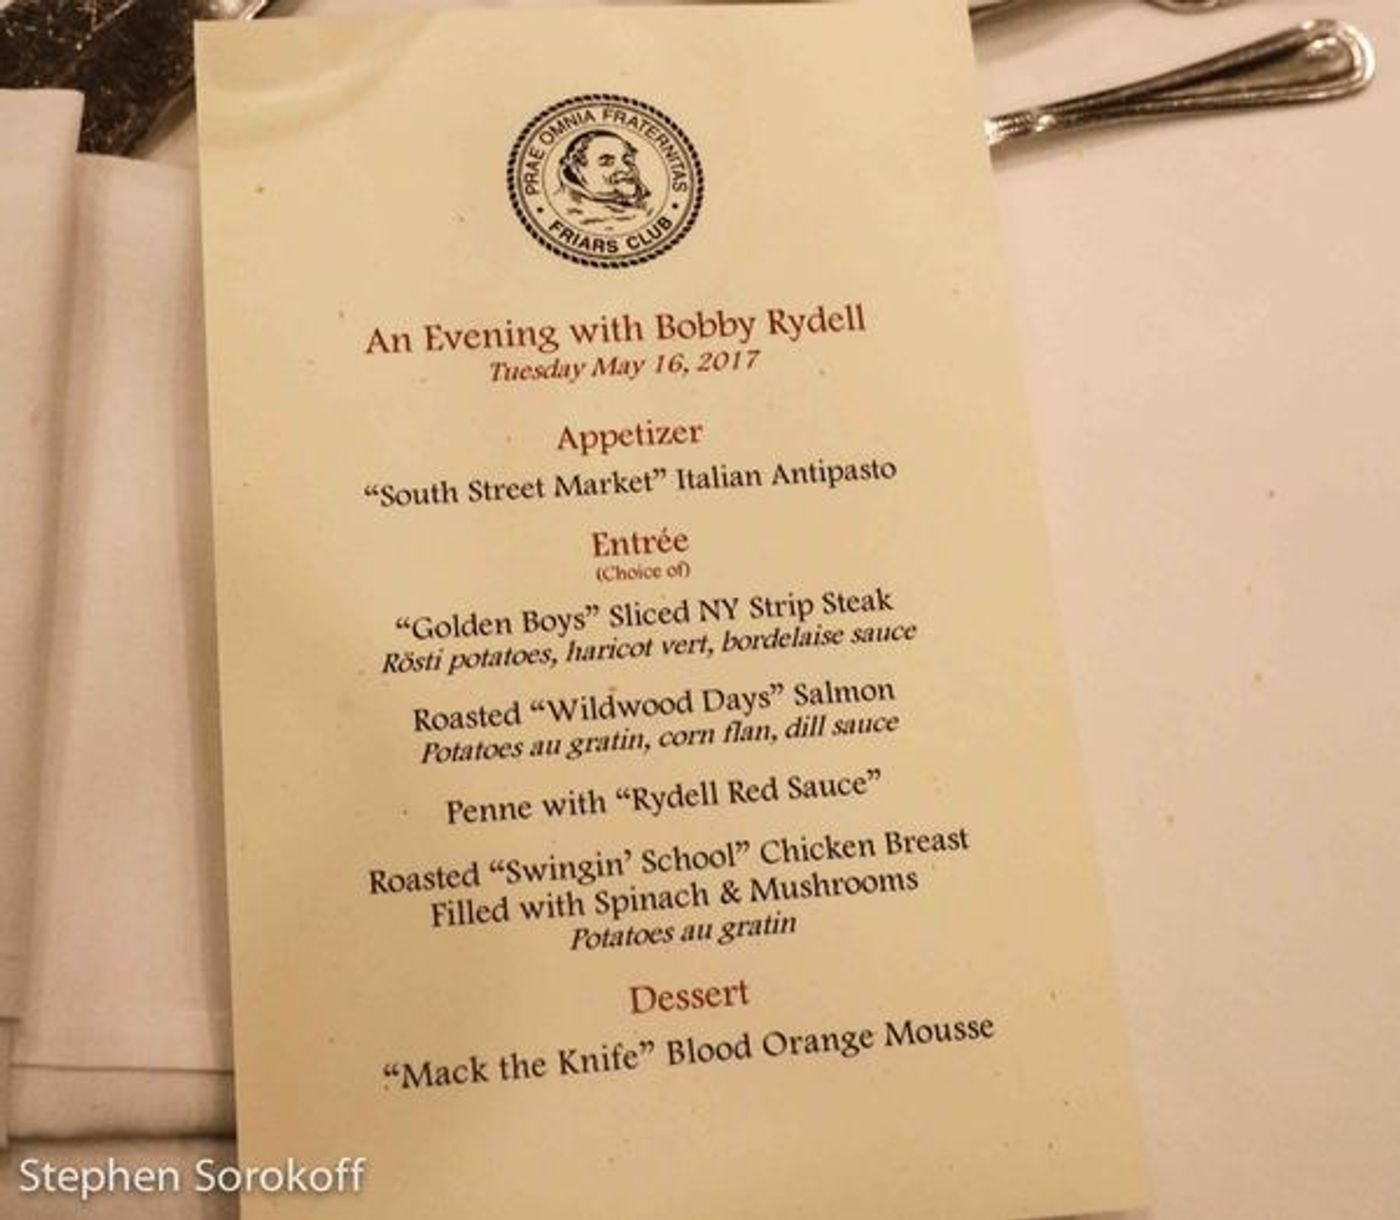 PRAE OMNIA FRATERNITAS
• FRIARS CLUB •
An Evening with Bobby Rydell
Tuesday May 16, 2017
Appetizer
“South Street Market” Italian Antipasto
Entrée
(Choice of)
“Golden Boys” Sliced NY Strip Steak
Rösti potatoes, haricot vert, bordelaise sauce
Roasted “Wildwood Days” Salmon
Potatoes au gratin, corn flan, dill sauce
Penne with “Rydell Red Sauce”
Roasted “Swingin’ School” Chicken Breast
Filled with Spinach & Mushrooms
Potatoes au gratin
Dessert
“Mack the Knife” Blood Orange Mousse
Stephen Sorokoff